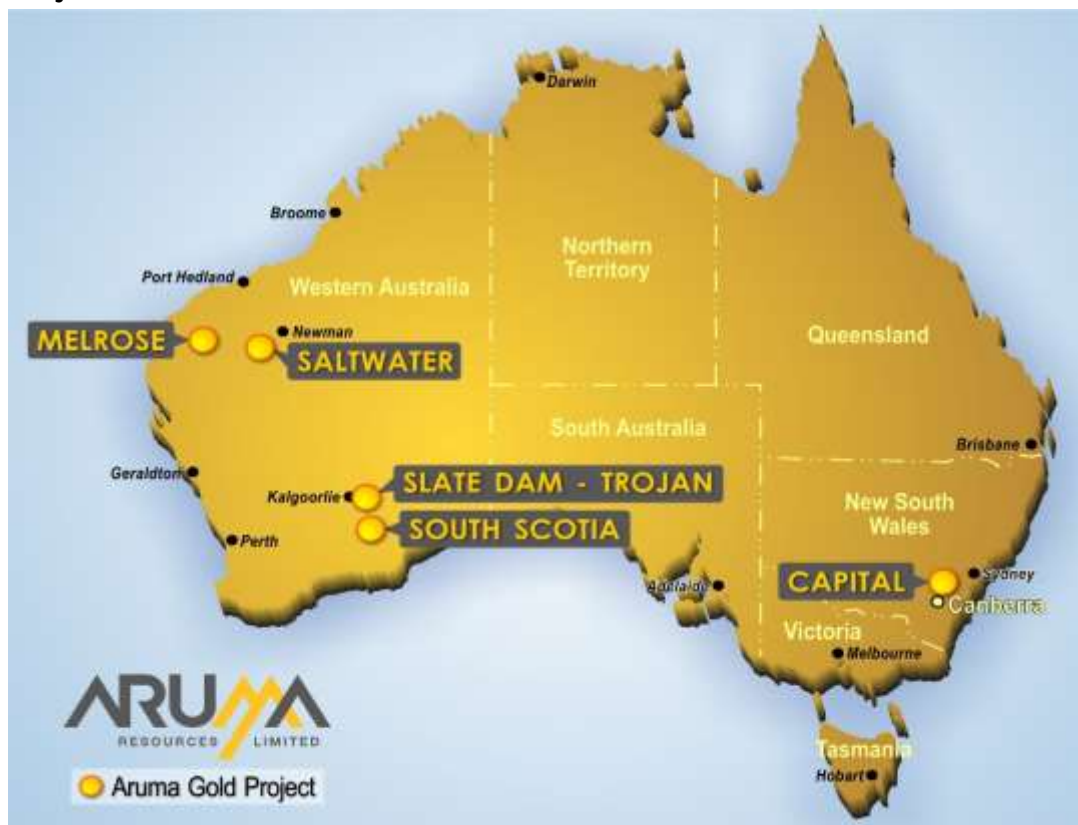 Darwin
Broome
Northern
Territory
Port Hedland
Western Australia
Queensland
MELROSE
Newman
SALTWATER
South Australia
Brisbane
Geraldton
SLATE DAM - TROJAN
Kalgoorlie
New South
Wales
SOUTH SCOTIA
Perth
CAPITAL
Sydney
Adelaide
Canberra
Victoria
Melbourne
ARUMA
RESOURCES LIMITED
Tasmania
Hobart
Aruma Gold Project